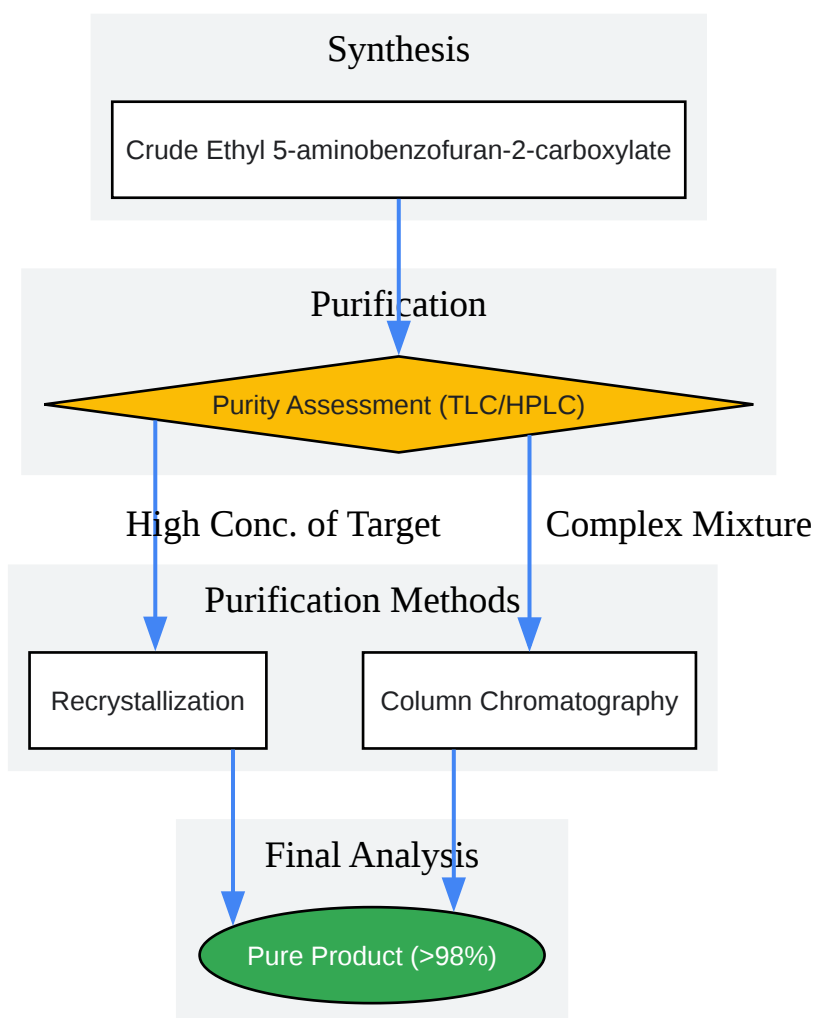 Synthesis
Crude Ethyl 5-aminobenzofuran-2-carboxylate
Purification
Purity Assessment (TLC/HPLC)
High Conc. of Target
Complex Mixture
Purification Methods
Recrystallization
Column Chromatography
Final Analysis
Pure Product (>98%)